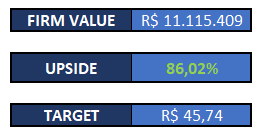 FIRM VALUE R$ 11.115.409
UPSIDE 86,02%
TARGET R$ 45,74